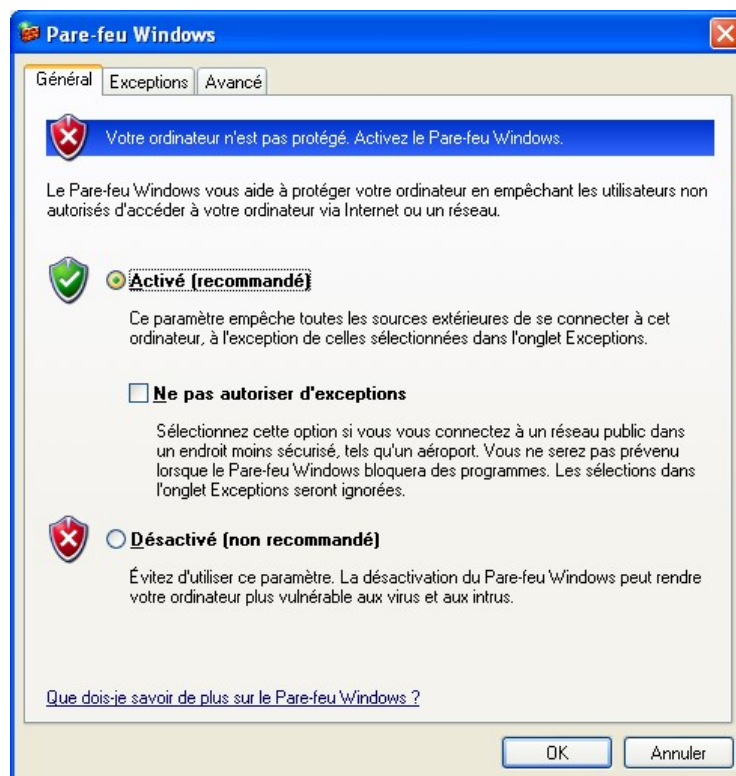 Pare-feu Windows
Général Exceptions Avancé
Votre ordinateur n'est pas protégé. Activez le Pare-feu Windows.
Le Pare-feu Windows vous aide à protéger votre ordinateur en empêchant les utilisateurs non
autorisés d'accéder à votre ordinateur via Internet ou un réseau.
Activé (recommandé)
Ce paramètre empêche toutes les sources extérieures de se connecter à cet
ordinateur, à l'exception de celles sélectionnées dans l'onglet Exceptions.
Ne pas autoriser d'exceptions
Sélectionnez cette option si vous vous connectez à un réseau public dans
un endroit moins sécurisé, tels qu'un aéroport. Vous ne serez pas prévenu
lorsque le Pare-feu Windows bloquera des programmes. Les sélections dans
l'onglet Exceptions seront ignorées.
Désactivé (non recommandé)
Évitez d'utiliser ce paramètre. La désactivation du Pare-feu Windows peut rendre
votre ordinateur plus vulnérable aux virus et aux intrus.
Que dois-je savoir de plus sur le Pare-feu Windows ?
OK Annuler